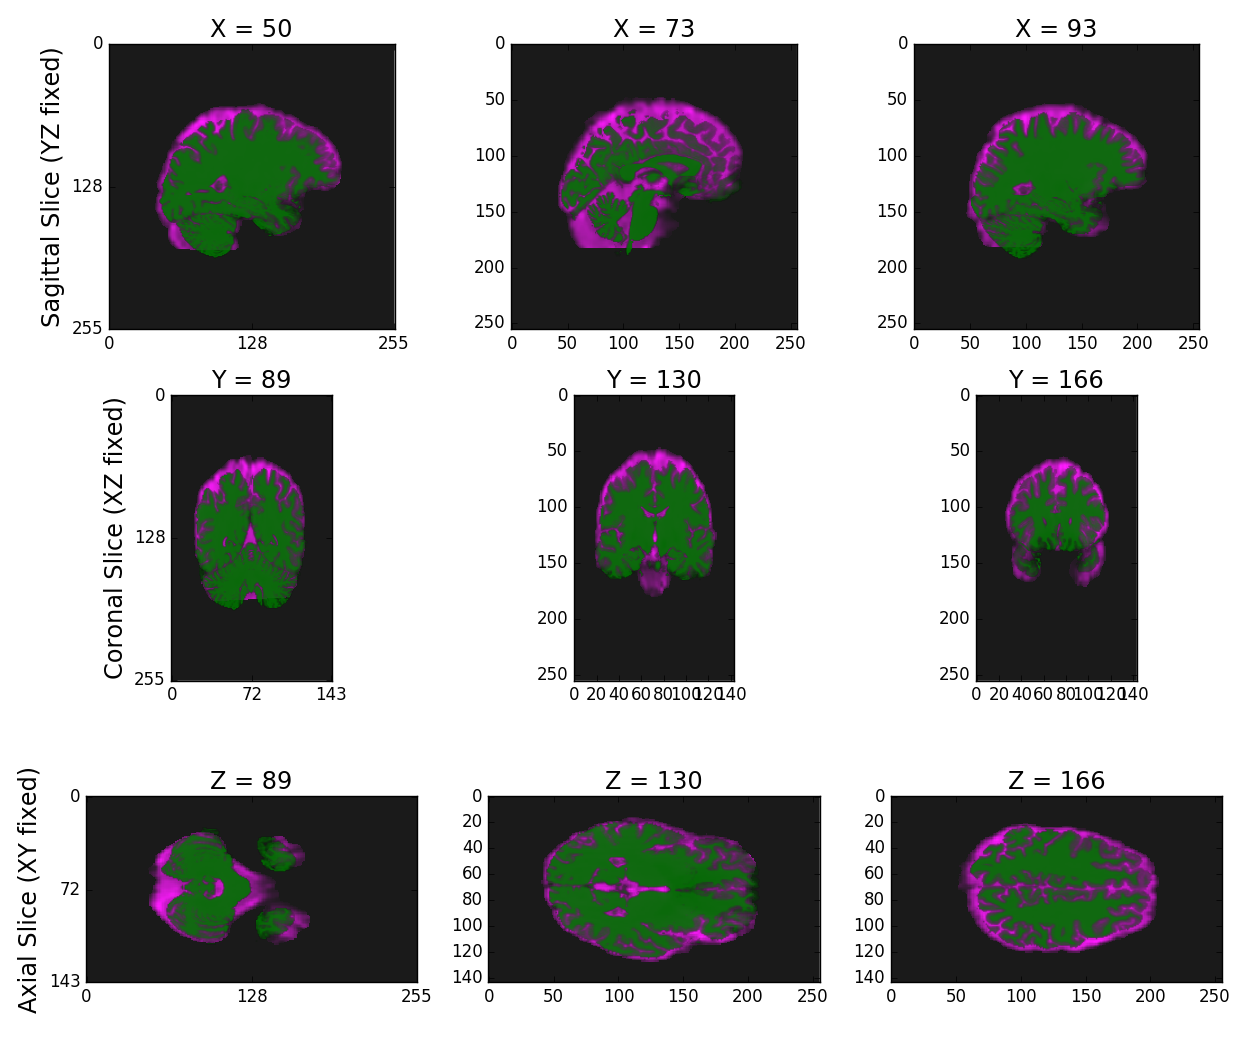 X = 50 X = 73 X = 93
Sagittal Slice (YZ fixed)
0 128 255
0 128 255
0 50 100 150 200 250
0 50 100 150 200 250
0 50 100 150 200 250
0 50 100 150 200 250
Y = 89 Y = 130 Y = 166
Coronal Slice (XZ fixed)
0 128 255
0 72 143
0 50 100 150 200 250
0 20 40 60 80 100 120 140
0 50 100 150 200 250
0 20 40 60 80 100 120 140
Z = 89 Z = 130 Z = 166
Axial Slice (XY fixed)
0 72 143
0 128 255
0 20 40 60 80 100 120 140
0 50 100 150 200 250
0 20 40 60 80 100 120 140
0 50 100 150 200 250